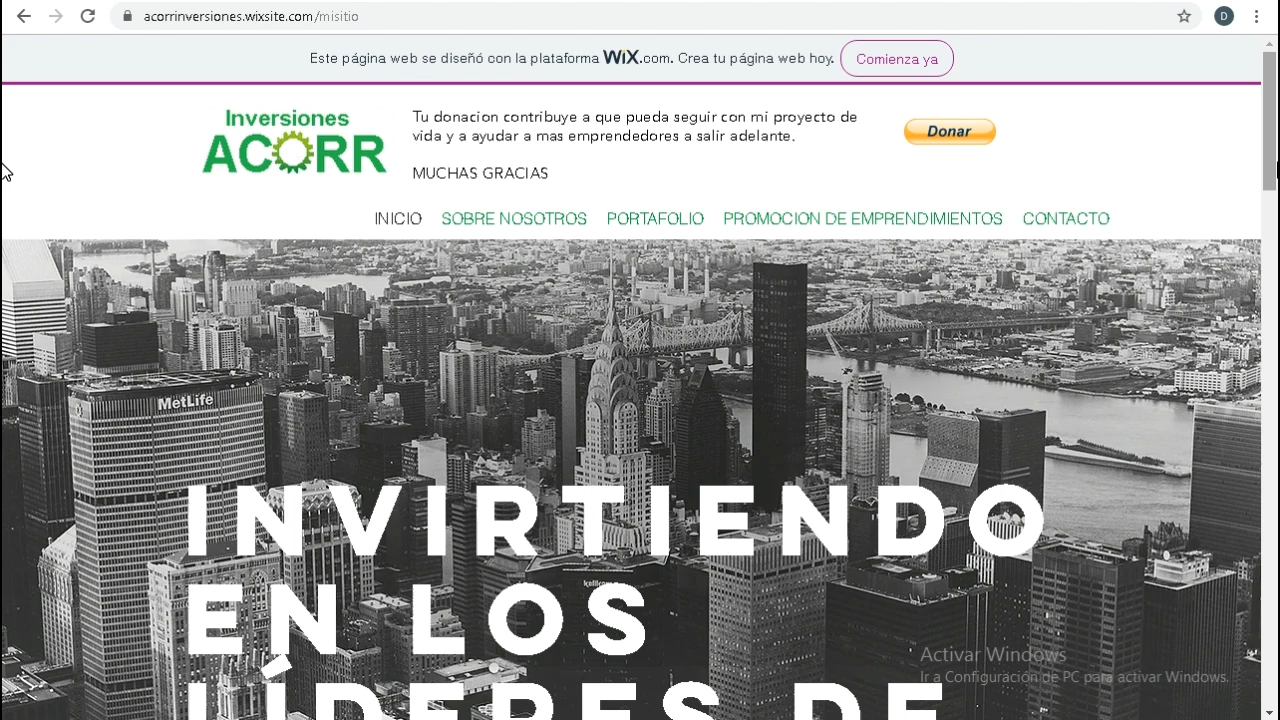 acorrinversiones.wixsite.com/misitio
D
Este página web se diseñó con la plataforma WiX.com. Crea tu página web hoy. Comienza ya
Inversiones
ACORR
Tu donacion contribuye a que pueda seguir con mi proyecto de
vida y a ayudar a mas emprendedores a salir adelante.
MUCHAS GRACIAS
Donar
INICIO SOBRE NOSOTROS PORTAFOLIO PROMOCION DE EMPRENDIMIENTOS CONTACTO
MetLife
INVIRTIENDO
EN LOS
LÍDERES DE
Activar Windows
Ir a Configuración de PC para activar Windows.